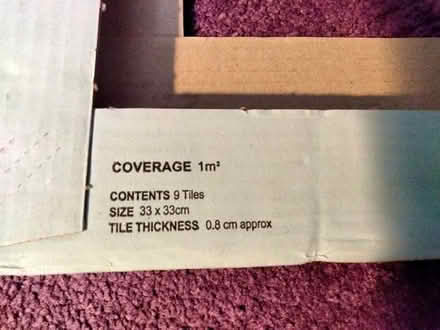 COVERAGE 1m²
CONTENTS 9 Tiles
SIZE 33 x 33cm
TILE THICKNESS 0.8 cm approx